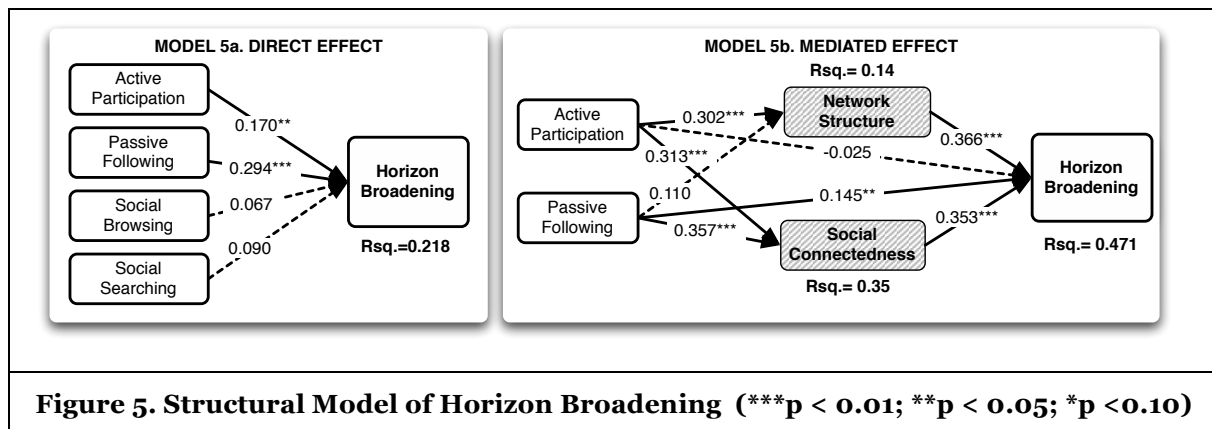 MODEL 5a. DIRECT EFFECT
Active
Participation
Passive
Following
Social
Browsing
Social
Searching
0.170**
0.294***
0.067
0.090
Horizon
Broadening
Rsq.=0.218
MODEL 5b. MEDIATED EFFECT
Rsq.= 0.14
Network
Structure
Active
Participation
0.302***
0.313***
-0.025
0.366***
0.110
0.145**
Passive
Following
0.357***
0.353***
Social
Connectedness
Rsq.= 0.35
Horizon
Broadening
Rsq.= 0.471
Figure 5. Structural Model of Horizon Broadening (***p < 0.01; **p < 0.05; *p <0.10)